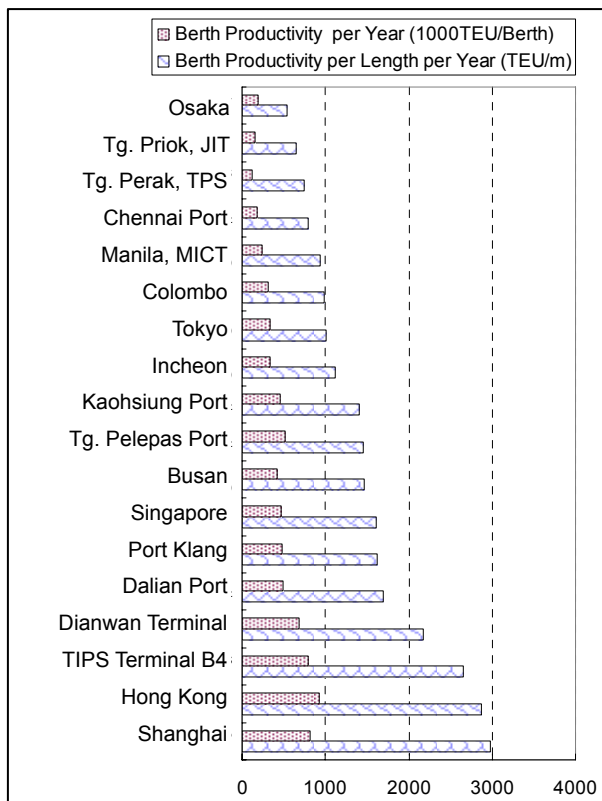 Berth Productivity per Year (1000TEU/Berth)
Berth Productivity per Length per Year (TEU/m)
Osaka
Tg. Priok, JIT
Tg. Perak, TPS
Chennai Port
Manila, MICT
Colombo
Tokyo
Incheon
Kaohsiung Port
Tg. Pelepas Port
Busan
Singapore
Port Klang
Dalian Port
Dianwan Terminal
TIPS Terminal B4
Hong Kong
Shanghai
0 1000 2000 3000 4000